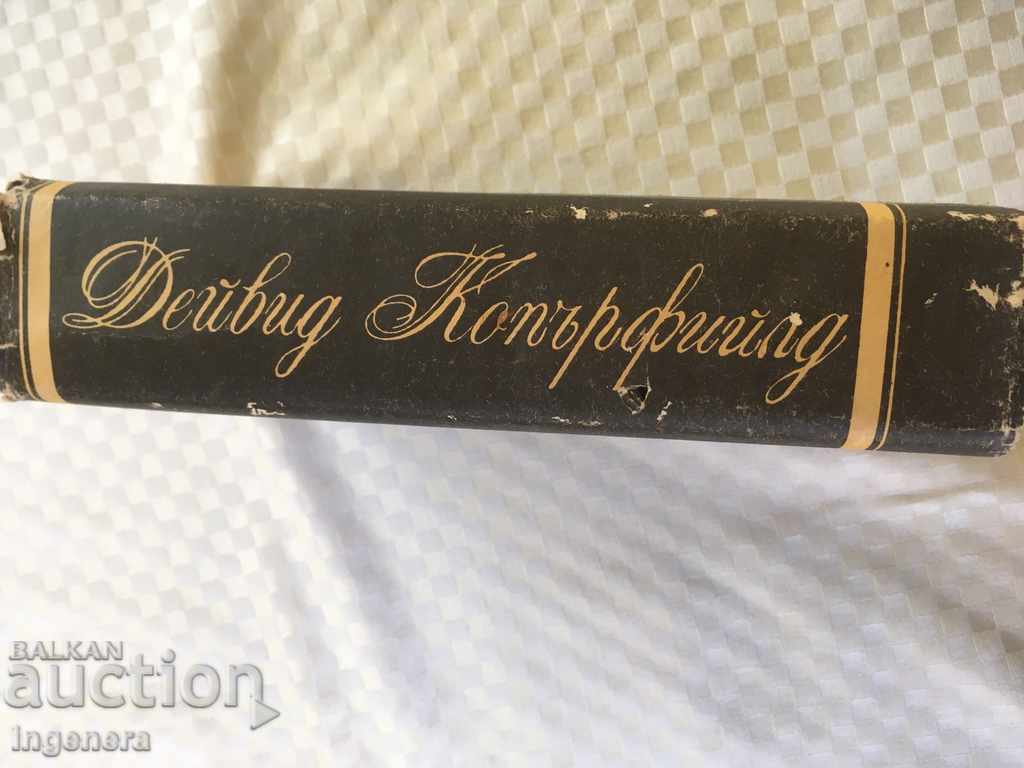 Дейвид Копърфийлд
BALKAN
auction
Ingenera